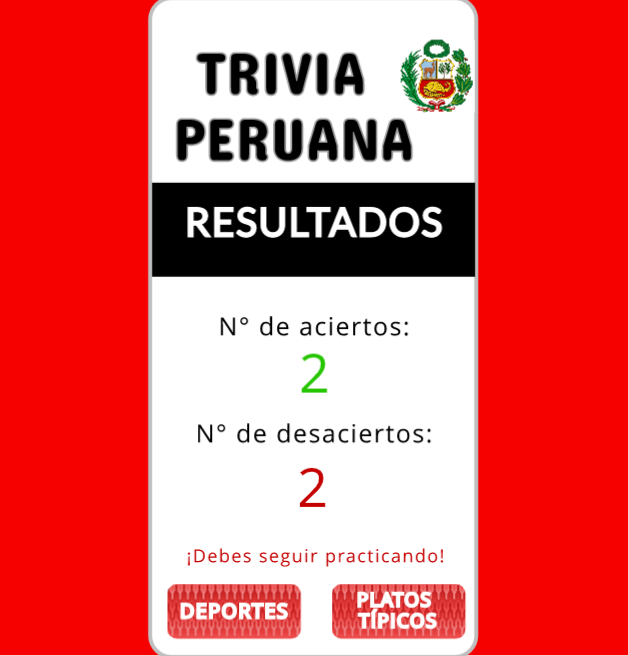 TRIVIA
PERUANA
RESULTADOS
N° de aciertos:
2
N° de desaciertos:
2
¡Debes seguir practicando!
DEPORTES
PLATOS
TÍPICOS